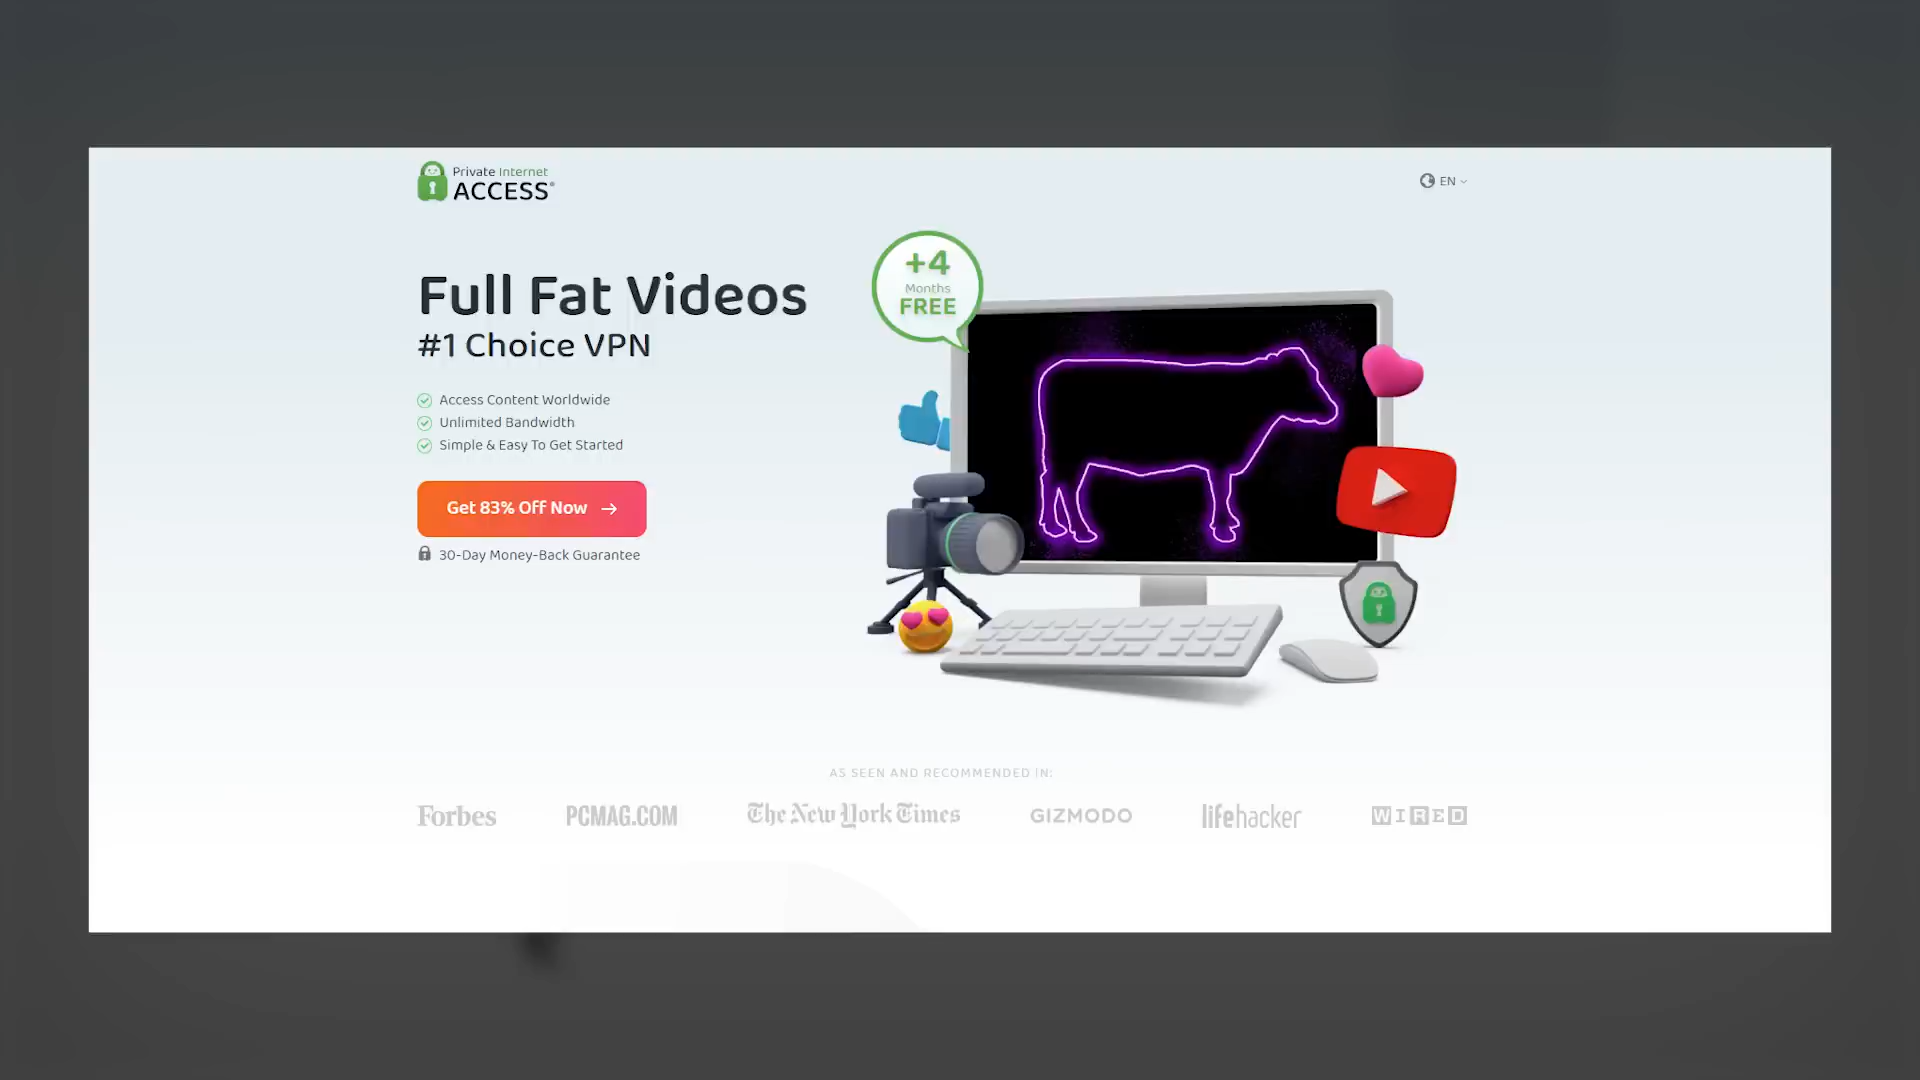 Private Internet
ACCESS®
EN
Full Fat Videos
#1 Choice VPN
Access Content Worldwide
Unlimited Bandwidth
Simple & Easy To Get Started
Get 83% Off Now
30-Day Money-Back Guarantee
+4
Months
FREE
AS SEEN AND RECOMMENDED IN:
Forbes
PCMAG.COM
The New York Times
GIZMODO
lifehacker
WIRED